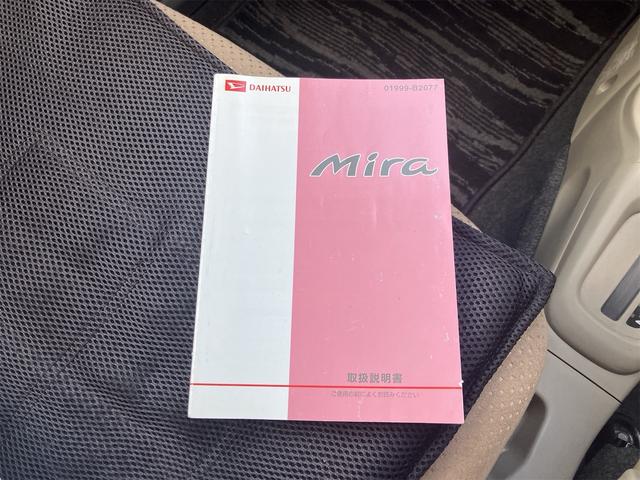 DAIHATSU
01999-B2077
Mira
取扱説明書
ご使用の前によくお読みください